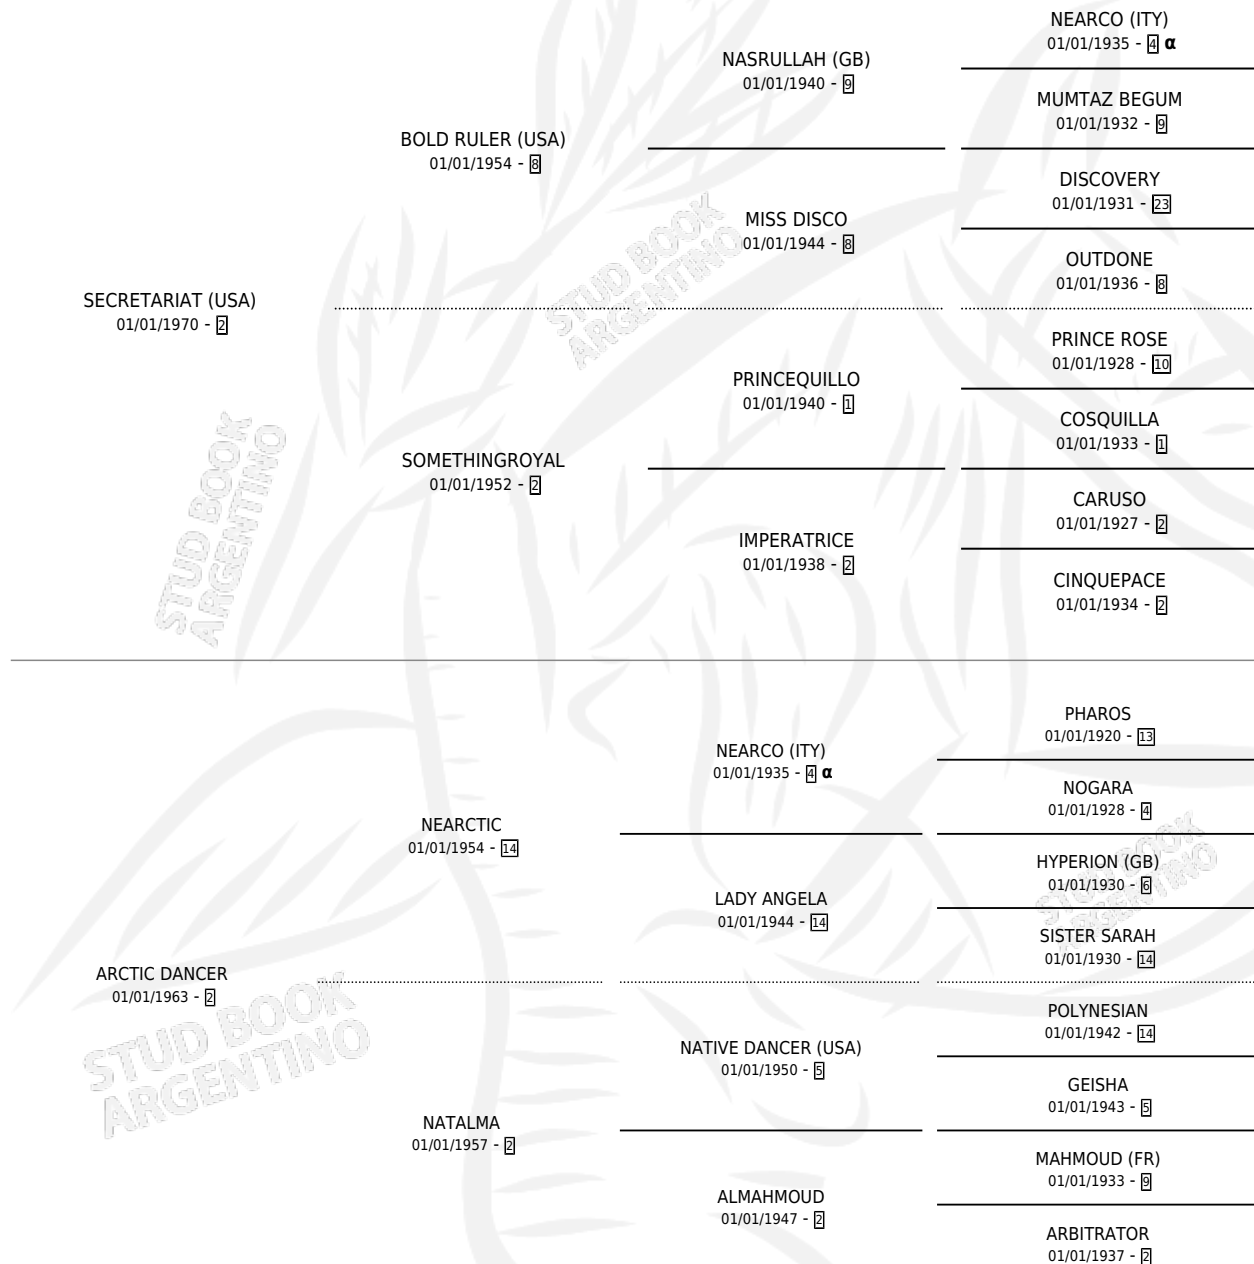 NEARCO (ITY)
01/01/1935 - 4 α
NASRULLAH (GB)
01/01/1940 - 9
MUMTAZ BEGUM
01/01/1932 - 9
BOLD RULER (USA)
01/01/1954 - 8
DISCOVERY
01/01/1931 - 23
MISS DISCO
01/01/1944 - 8
OUTDONE
01/01/1936 - 8
SECRETARIAT (USA)
01/01/1970 - 2
PRINCE ROSE
01/01/1928 - 10
PRINCEQUILLO
01/01/1940 - 1
COSQUILLA
01/01/1933 - 1
SOMETHINGROYAL
01/01/1952 - 2
CARUSO
01/01/1927 - 2
IMPERATRICE
01/01/1938 - 2
CINQUEPACE
01/01/1934 - 2
PHAROS
01/01/1920 - 13
NEARCO (ITY)
01/01/1935 - 4 α
NOGARA
01/01/1928 - 4
NEARCTIC
01/01/1954 - 14
HYPERION (GB)
01/01/1930 - 6
LADY ANGELA
01/01/1944 - 14
SISTER SARAH
01/01/1930 - 14
ARCTIC DANCER
01/01/1963 - 2
POLYNESIAN
01/01/1942 - 14
NATIVE DANCER (USA)
01/01/1950 - 5
GEISHA
01/01/1943 - 5
NATALMA
01/01/1957 - 2
MAHMOUD (FR)
01/01/1933 - 9
ALMAHMOUD
01/01/1947 - 2
ARBITRATOR
01/01/1937 - 2
STUD BOOK
ARGENTINO
STUD BOOK
ARGENTINO
STUD BOOK
ARGENTINO
STUD BOOK
ARGENTINO